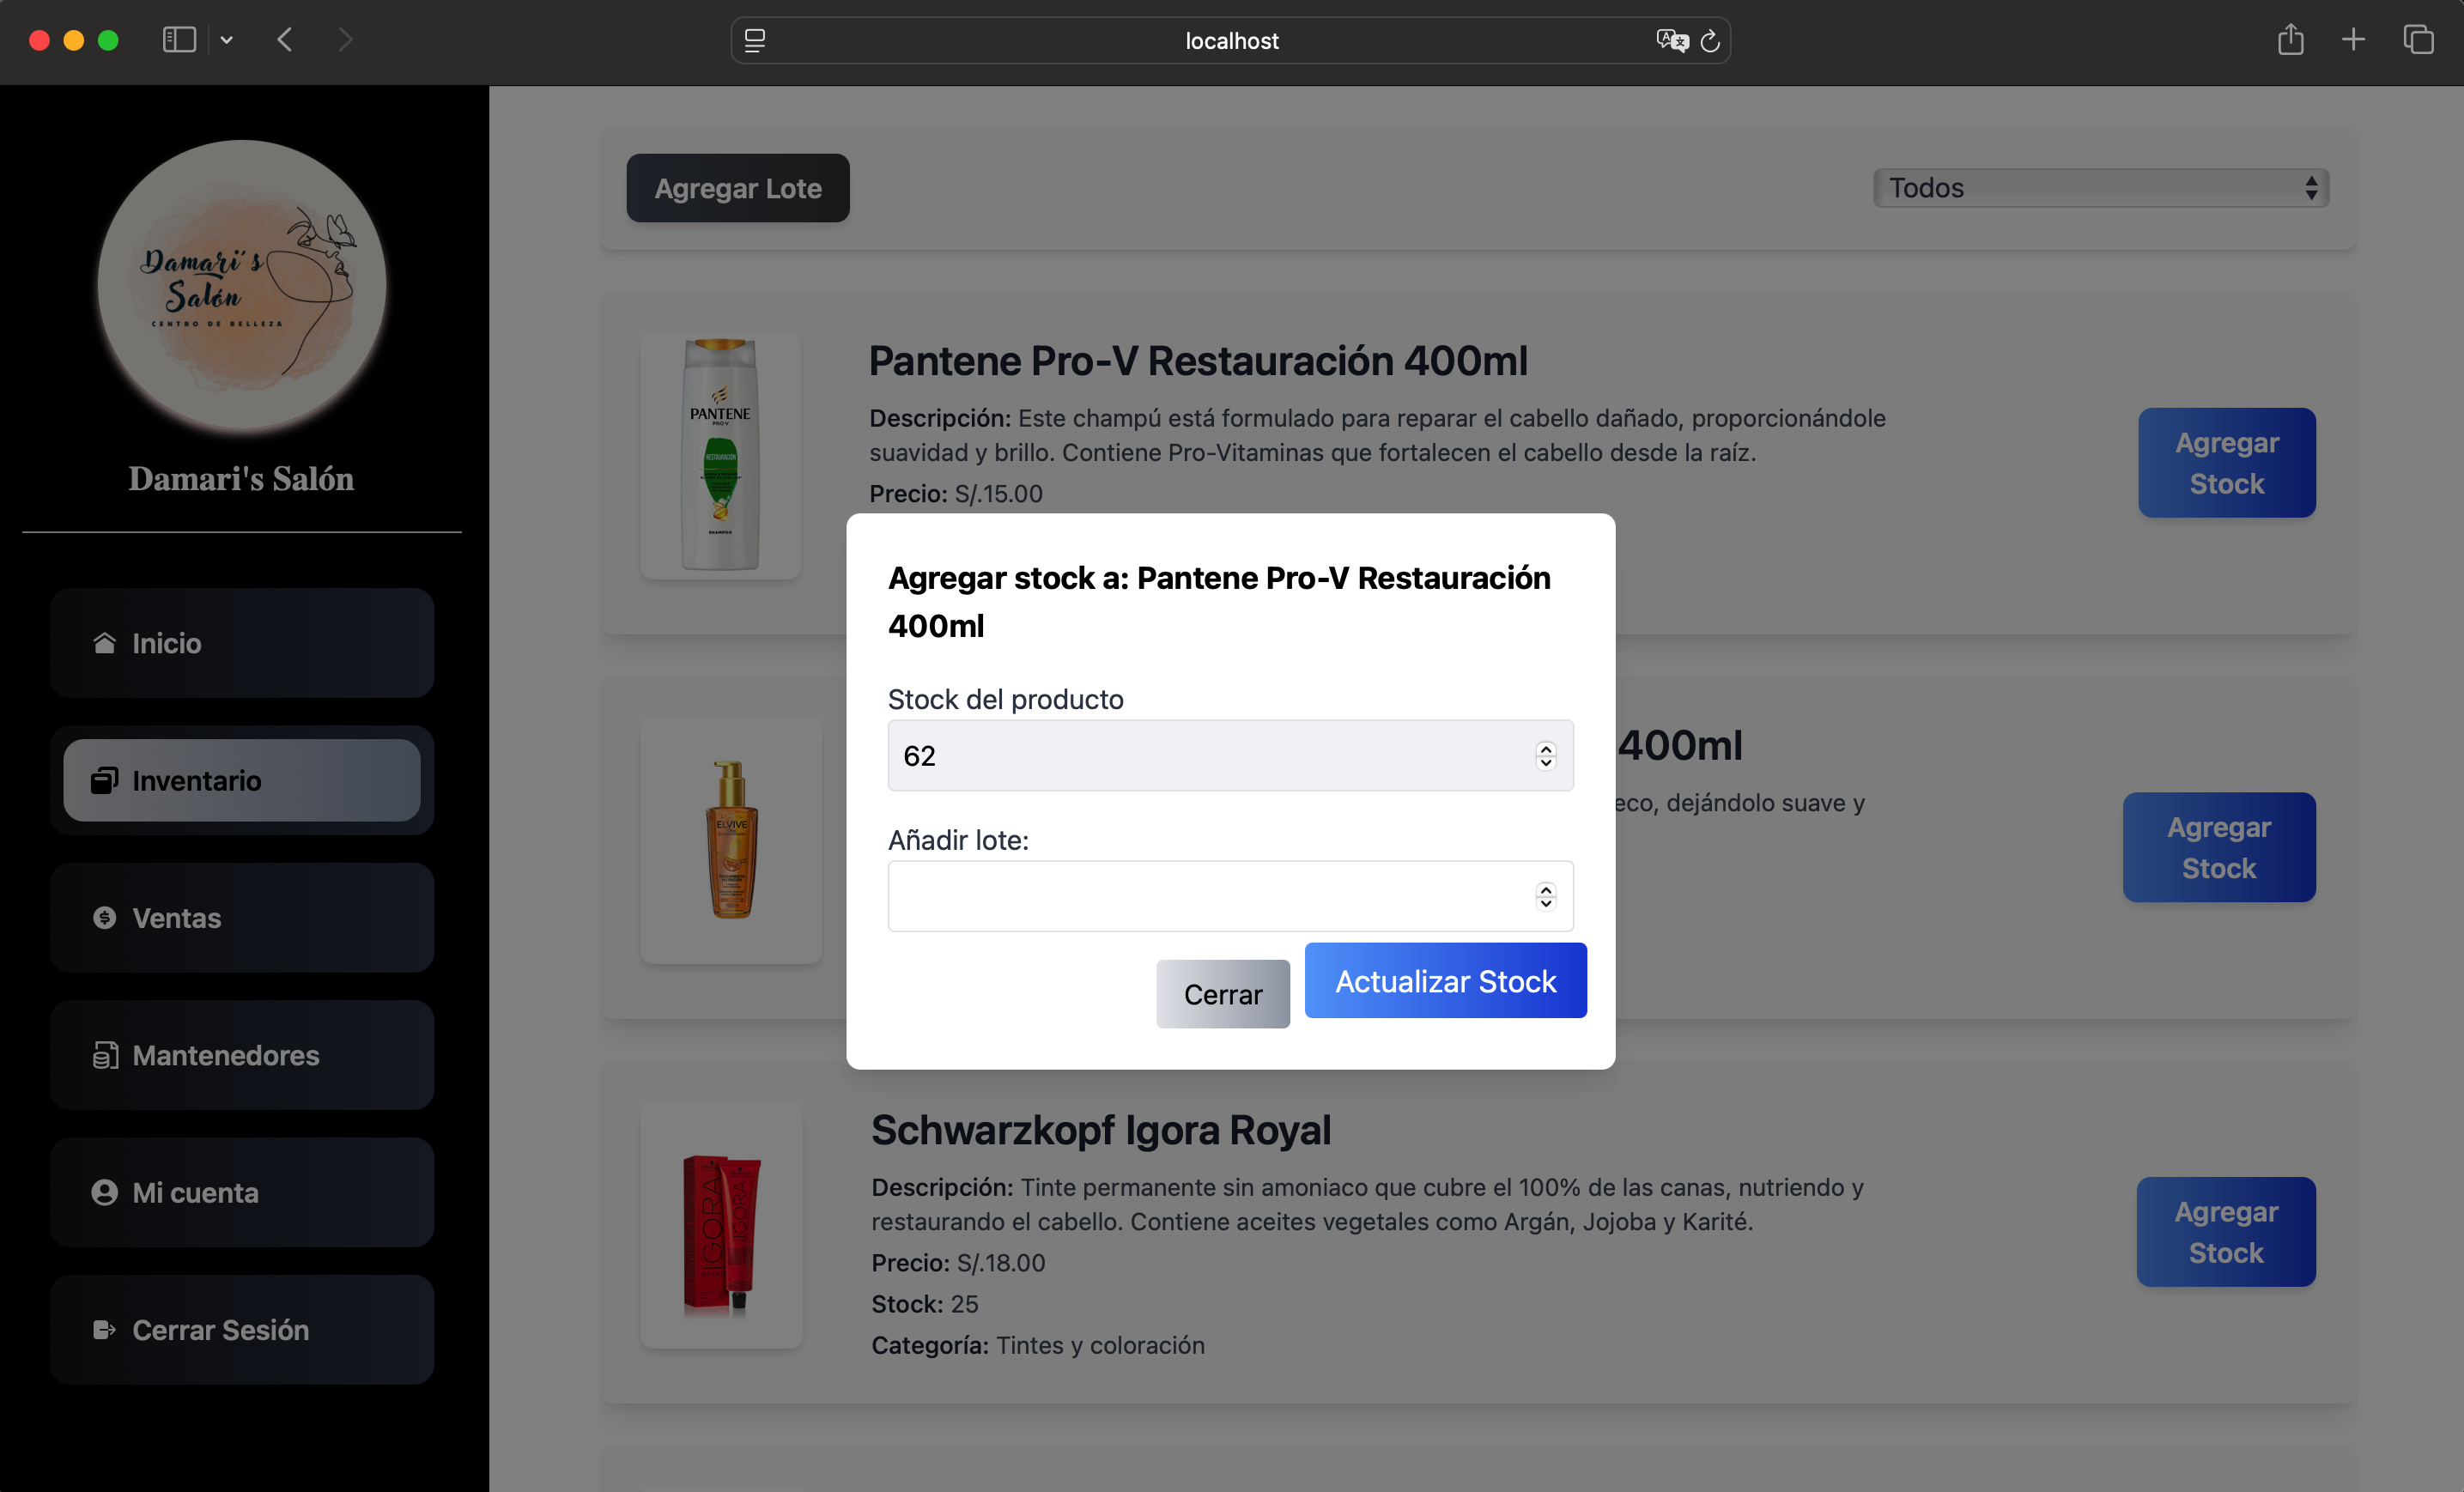 localhost
Damari's
Salón
CENTRO DE BELLEZA
Damari's Salón
Inicio
Inventario
Ventas
Mantenedores
Mi cuenta
Cerrar Sesión
Agregar Lote
Todos
PANTENE
PRO-V
RESTAURACIÓN
SHAMPOO
Pantene Pro-V Restauración 400ml
Descripción: Este champú está formulado para reparar el cabello dañado, proporcionándole
suavidad y brillo. Contiene Pro-Vitaminas que fortalecen el cabello desde la raíz.
Precio: S/.15.00
Agregar
Stock
Agregar stock a: Pantene Pro-V Restauración
400ml
Stock del producto
62
Añadir lote:
Cerrar
Actualizar Stock
ELVIVE
400ml
eco, dejándolo suave y
Agregar
Stock
IGORA
IGORA
Schwarzkopf Igora Royal
Descripción: Tinte permanente sin amoniaco que cubre el 100% de las canas, nutriendo y
restaurando el cabello. Contiene aceites vegetales como Argán, Jojoba y Karité.
Precio: S/.18.00
Stock: 25
Categoría: Tintes y coloración
Agregar
Stock